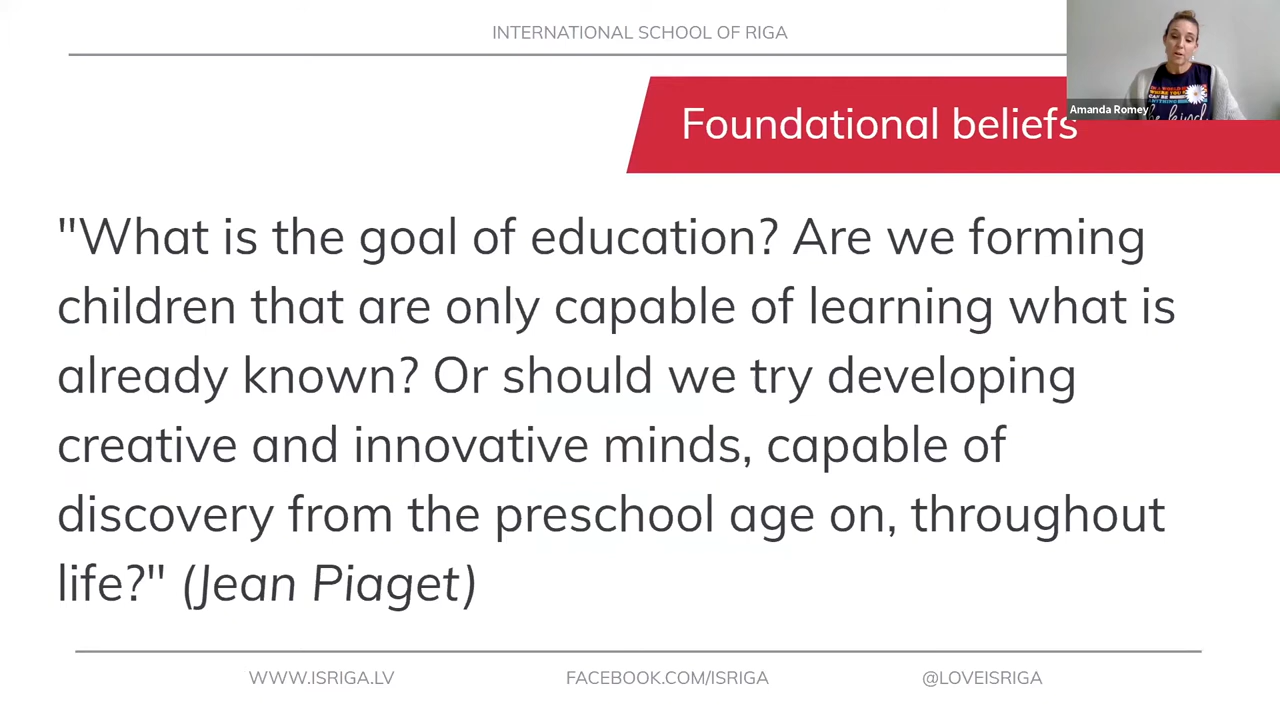 INTERNATIONAL SCHOOL OF RIGA
Amanda Romey
be kind
Foundational beliefs
"What is the goal of education? Are we forming
children that are only capable of learning what is
already known? Or should we try developing
creative and innovative minds, capable of
discovery from the preschool age on, throughout
life?" (Jean Piaget)
WWW.ISRIGA.LV
FACEBOOK.COM/ISRIGA
@LOVEISRIGA